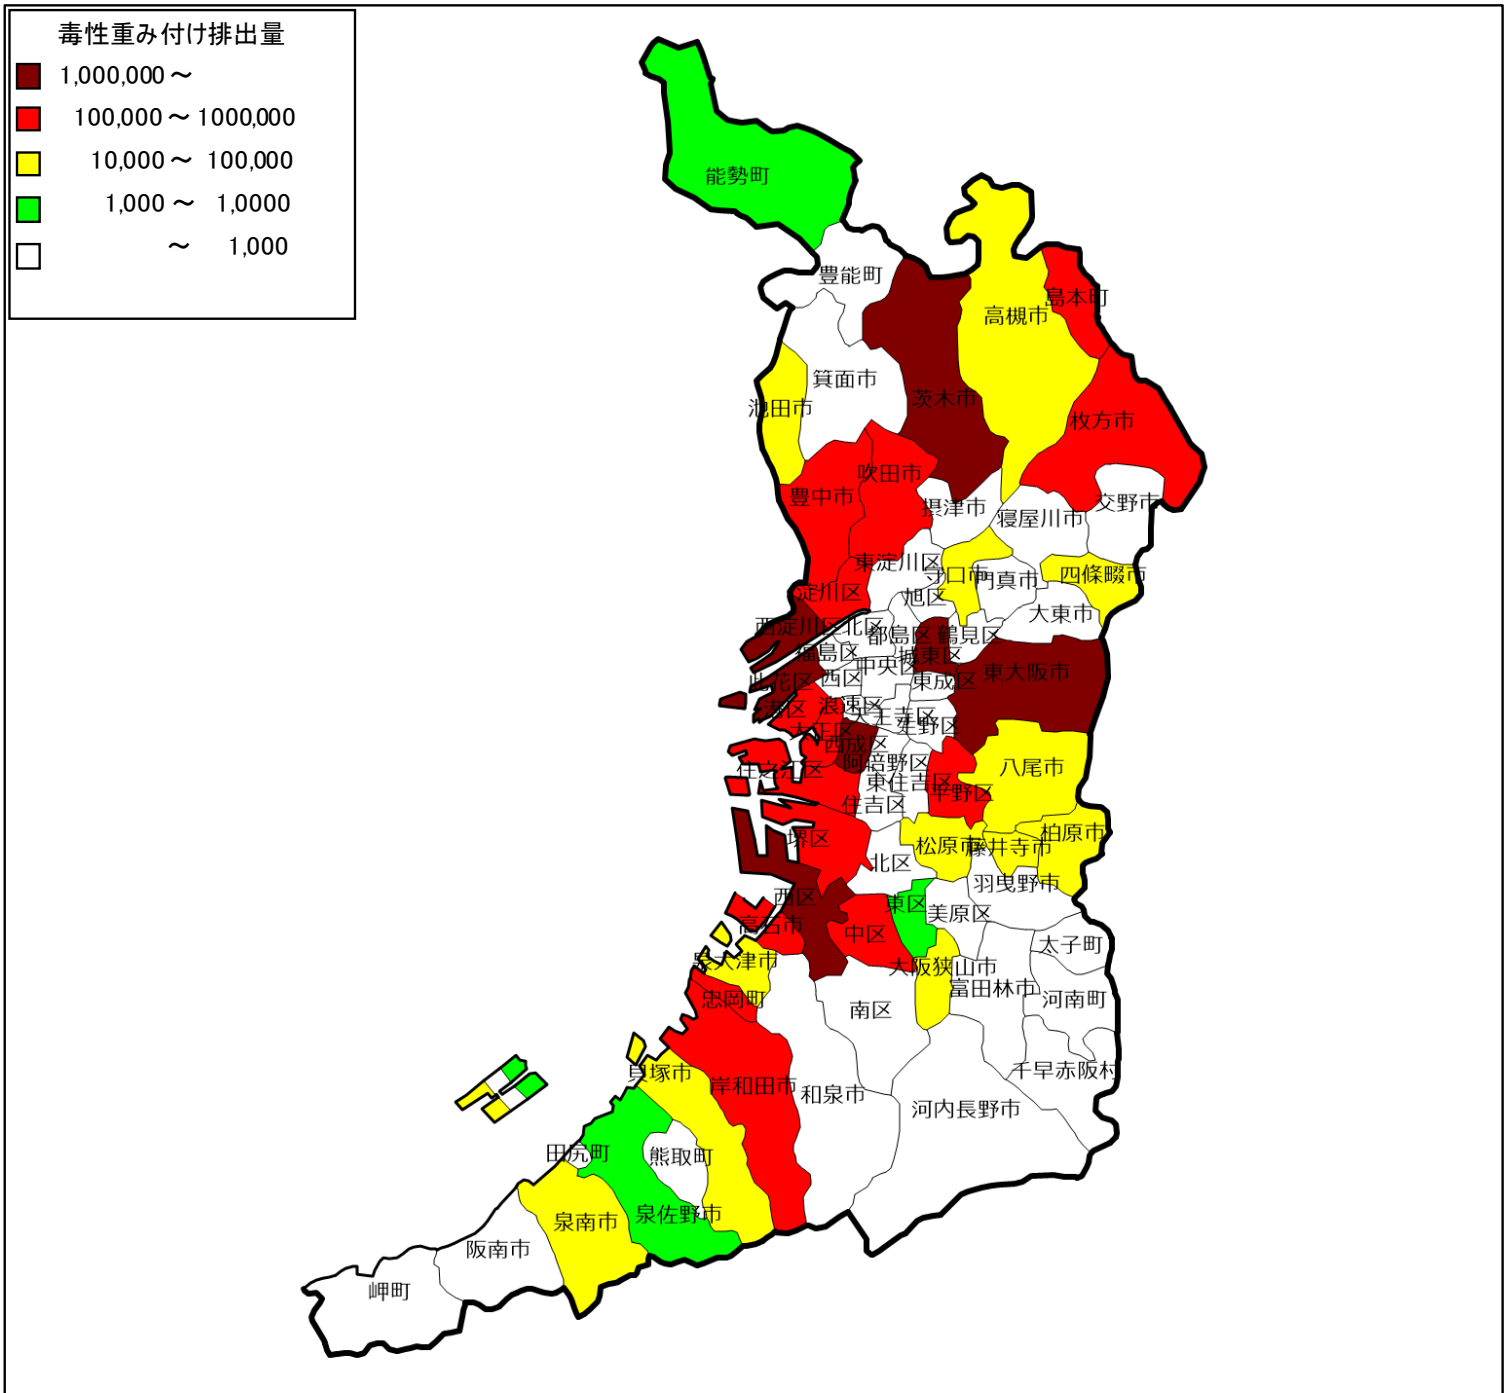 毒性重み付け排出量
1,000,000～
100,000～1000,000
10,000～ 100,000
1,000～ 1,0000
～ 1,000
能勢町
豊能町
島本町
高槻市
箕面市
茨木市
池田市
枚方市
吹田市
豊中市
摂津市
交野市
寝屋川市
東淀川区
守口市
門真市
四條畷市
淀川区
旭区
大東市
西淀川区
北区
都島区
鶴見区
福島区
城東区
中央区
東大阪市
西区
東成区
此花区
港区
浪速区
天王寺区
生野区
大正区
西成区
阿倍野区
八尾市
住之江区
東住吉区
平野区
住吉区
堺区
松原市
藤井寺市
柏原市
北区
羽曳野市
西区
東区
美原区
高石市
中区
太子町
泉大津市
大阪狭山市
富田林市
忠岡町
南区
河南町
貝塚市
岸和田市
和泉市
千早赤阪村
河内長野市
田尻町
熊取町
泉佐野市
泉南市
阪南市
岬町